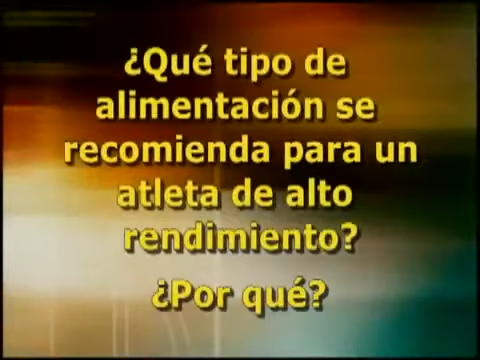 ¿Qué tipo de
alimentación se
recomienda para un
atleta de alto
rendimiento?
¿Por qué?